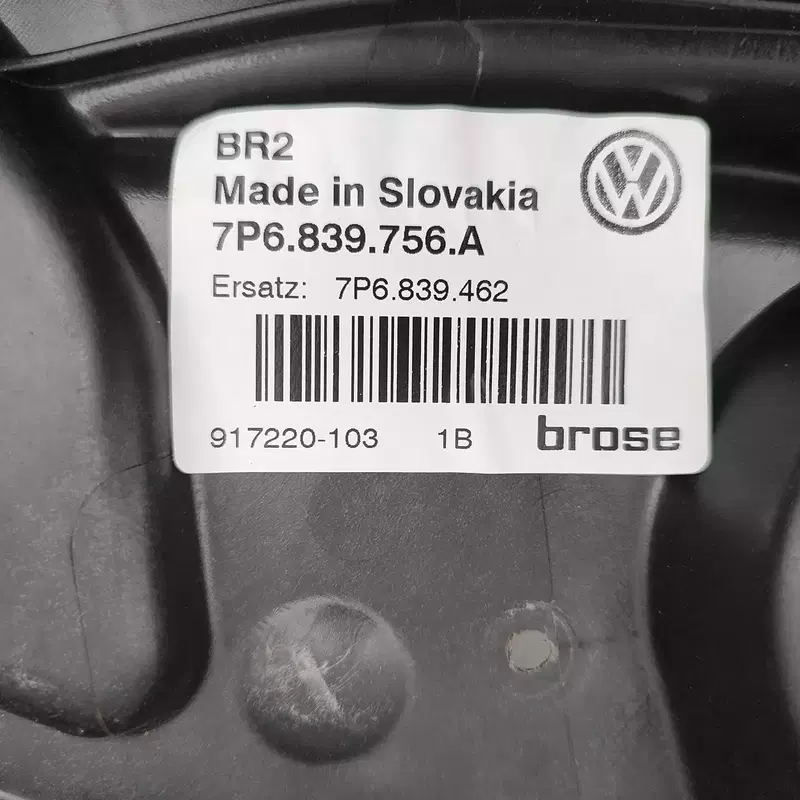 BR2
Made in Slovakia
7P6.839.756.A
Ersatz: 7P6.839.462
917220-103 1B brose